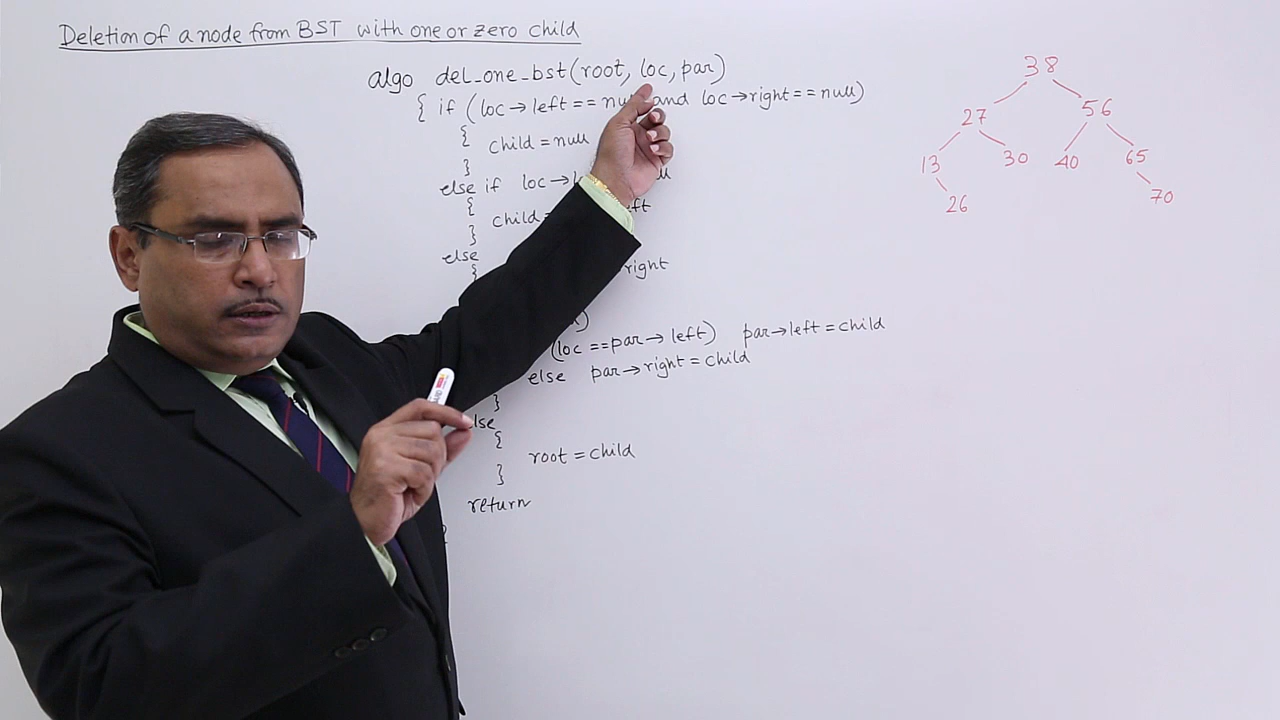 Deletion of a node from BST with one or zero child
algo del_one_bst(root, loc, par)
{ if (loc→left == null and loc→right == null)
{ child = null
}
else if loc→
{ child = left
}
else
{ right
(loc == par→left) par→left = child
else par→right = child
}
else
{
root = child
}
return
38
27 56
13 30 40 65
26 70